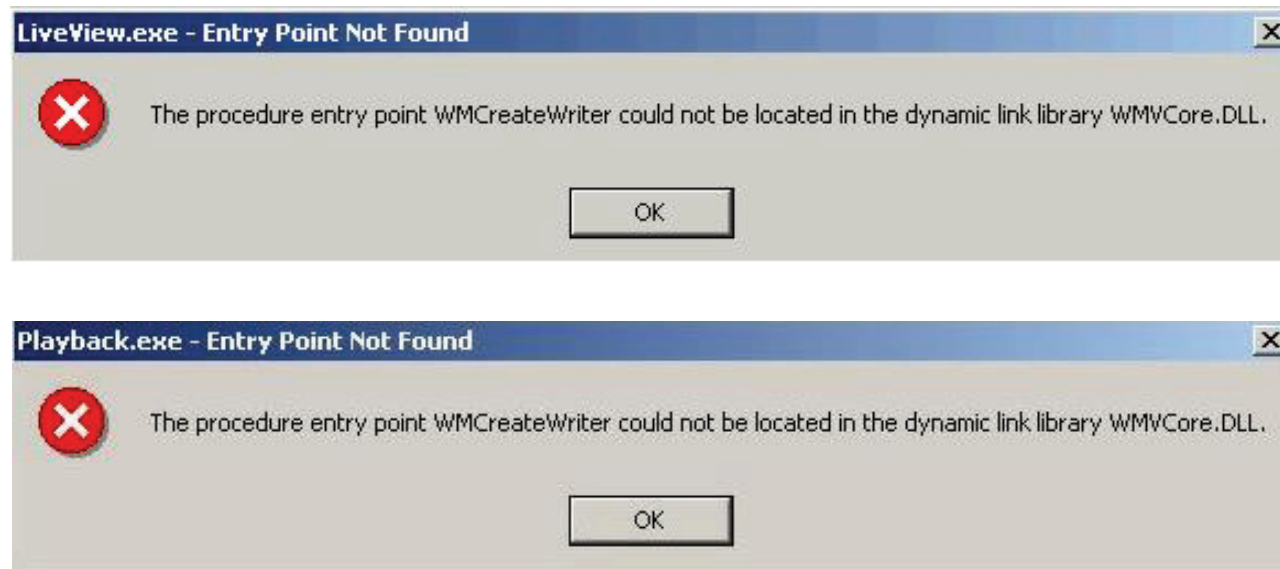 LiveView.exe - Entry Point Not Found
The procedure entry point WMCreateWriter could not be located in the dynamic link library WMVCore.DLL.
OK
Playback.exe - Entry Point Not Found
The procedure entry point WMCreateWriter could not be located in the dynamic link library WMVCore.DLL.
OK